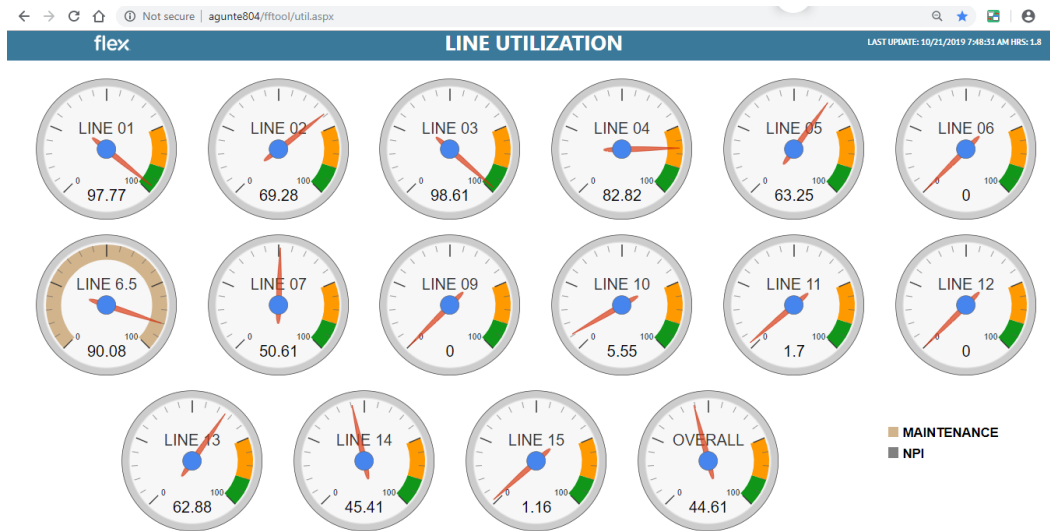 Not secure | agunte804/fftool/util.aspx
flex
LINE UTILIZATION
LAST UPDATE: 10/21/2019 7:48:31 AM HRS: 1.8
LINE 01
0 100
97.77
LINE 02
0 100
69.28
LINE 03
0 100
98.61
LINE 04
0 100
82.82
LINE 05
0 100
63.25
LINE 06
0 100
0
LINE 6.5
0 100
90.08
LINE 07
0 100
50.61
LINE 09
0 100
0
LINE 10
0 100
5.55
LINE 11
0 100
1.7
LINE 12
0 100
0
LINE 13
0 100
62.88
LINE 14
0 100
45.41
LINE 15
0 100
1.16
OVERALL
0 100
44.61
MAINTENANCE
NPI